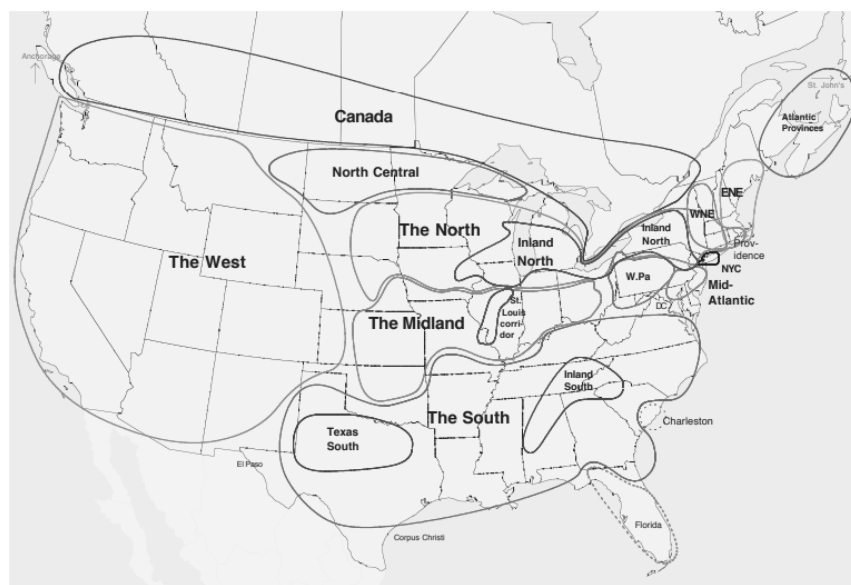 Anchorage
St. John's
Canada
Atlantic
Provinces
North Central
ENE
WNE
The North
Inland
North
Inland
North
Prov-
idence
The West
NYC
W.Pa
Mid-
Atlantic
DC
St.
Louis
corri-
dor
The Midland
Inland
South
The South
Charleston
Texas
South
El Paso
Florida
Corpus Christi